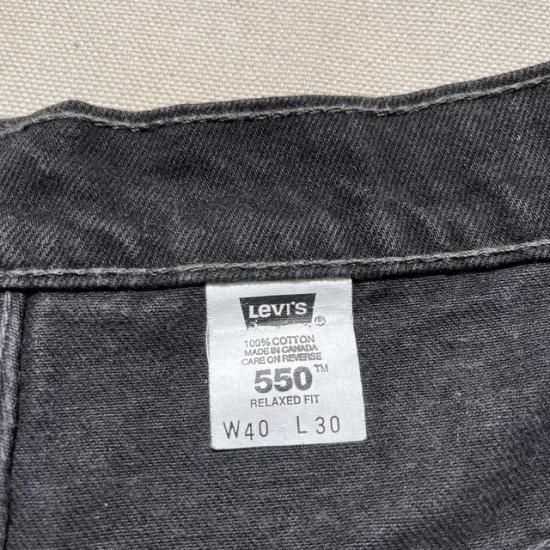 LEVI'S ®
100% COTTON
MADE IN CANADA
CARE ON REVERSE
550™
RELAXED FIT
W40 L30